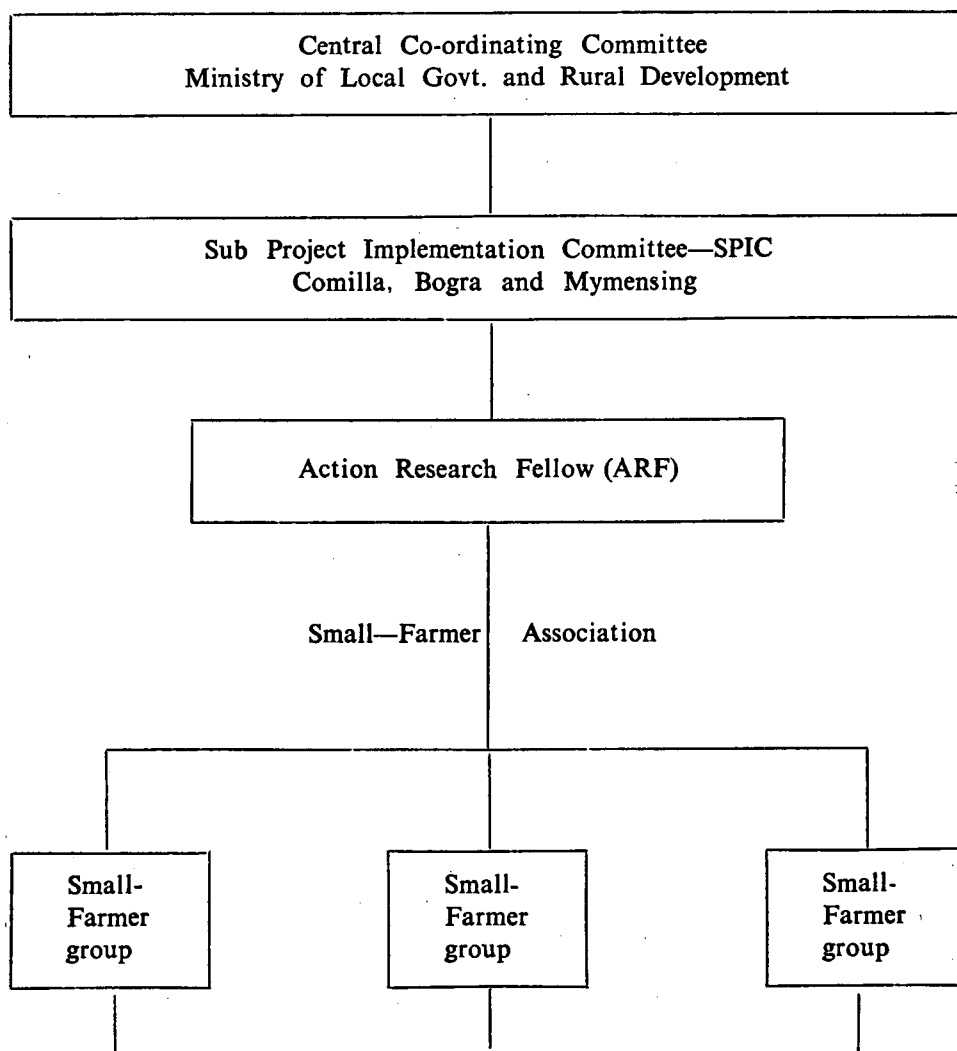 Central Co-ordinating Committee
Ministry of Local Govt. and Rural Development
Sub Project Implementation Committee—SPIC
Comilla, Bogra and Mymensing
Action Research Fellow (ARF)
Small—Farmer Association
Small-
Farmer
group
Small-
Farmer
group
Small-
Farmer
group